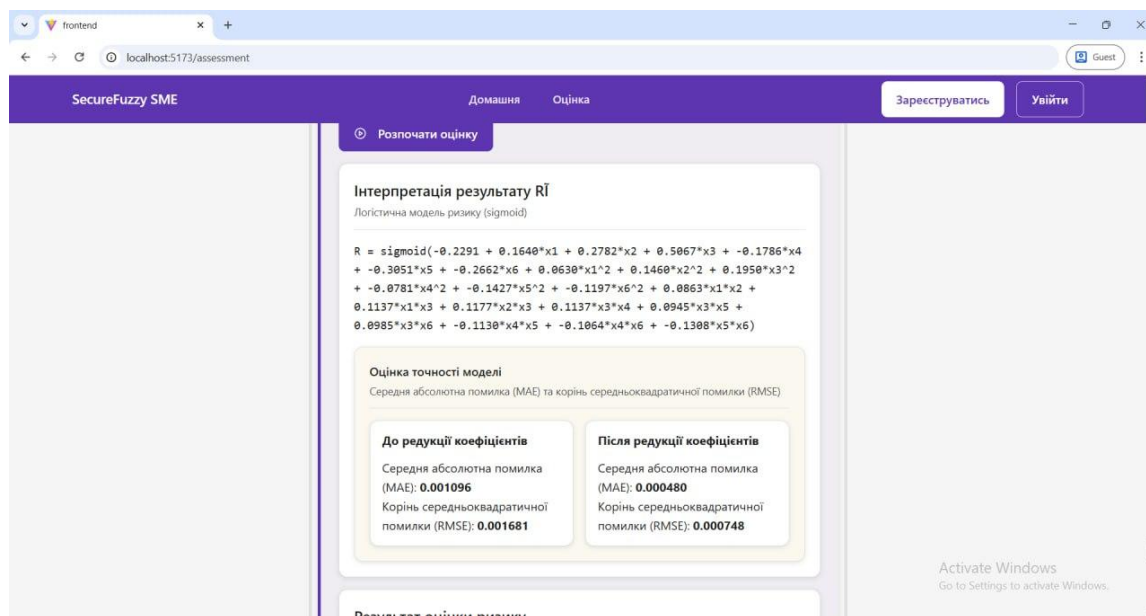 frontend
localhost:5173/assessment
Guest
SecureFuzzy SME
Домашня
Оцінка
Зареєструватись
Увійти
Розпочати оцінку
Інтерпретація результату RĨ
Логістична модель ризику (sigmoid)
R = sigmoid(-0.2291 + 0.1640*x1 + 0.2782*x2 + 0.5067*x3 + -0.1786*x4
+ -0.3051*x5 + -0.2662*x6 + 0.0630*x1^2 + 0.1460*x2^2 + 0.1950*x3^2
+ -0.0781*x4^2 + -0.1427*x5^2 + -0.1197*x6^2 + 0.0863*x1*x2 +
0.1137*x1*x3 + 0.1177*x2*x3 + 0.1137*x3*x4 + 0.0945*x3*x5 +
0.0985*x3*x6 + -0.1130*x4*x5 + -0.1064*x4*x6 + -0.1308*x5*x6)
Оцінка точності моделі
Середня абсолютна помилка (MAE) та корінь середньоквадратичної помилки (RMSE)
До редукції коефіцієнтів
Середня абсолютна помилка
(MAE): 0.001096
Корінь середньоквадратичної
помилки (RMSE): 0.001681
Після редукції коефіцієнтів
Середня абсолютна помилка
(MAE): 0.000480
Корінь середньоквадратичної
помилки (RMSE): 0.000748
Activate Windows
Go to Settings to activate Windows.
Результат оцінки ризику